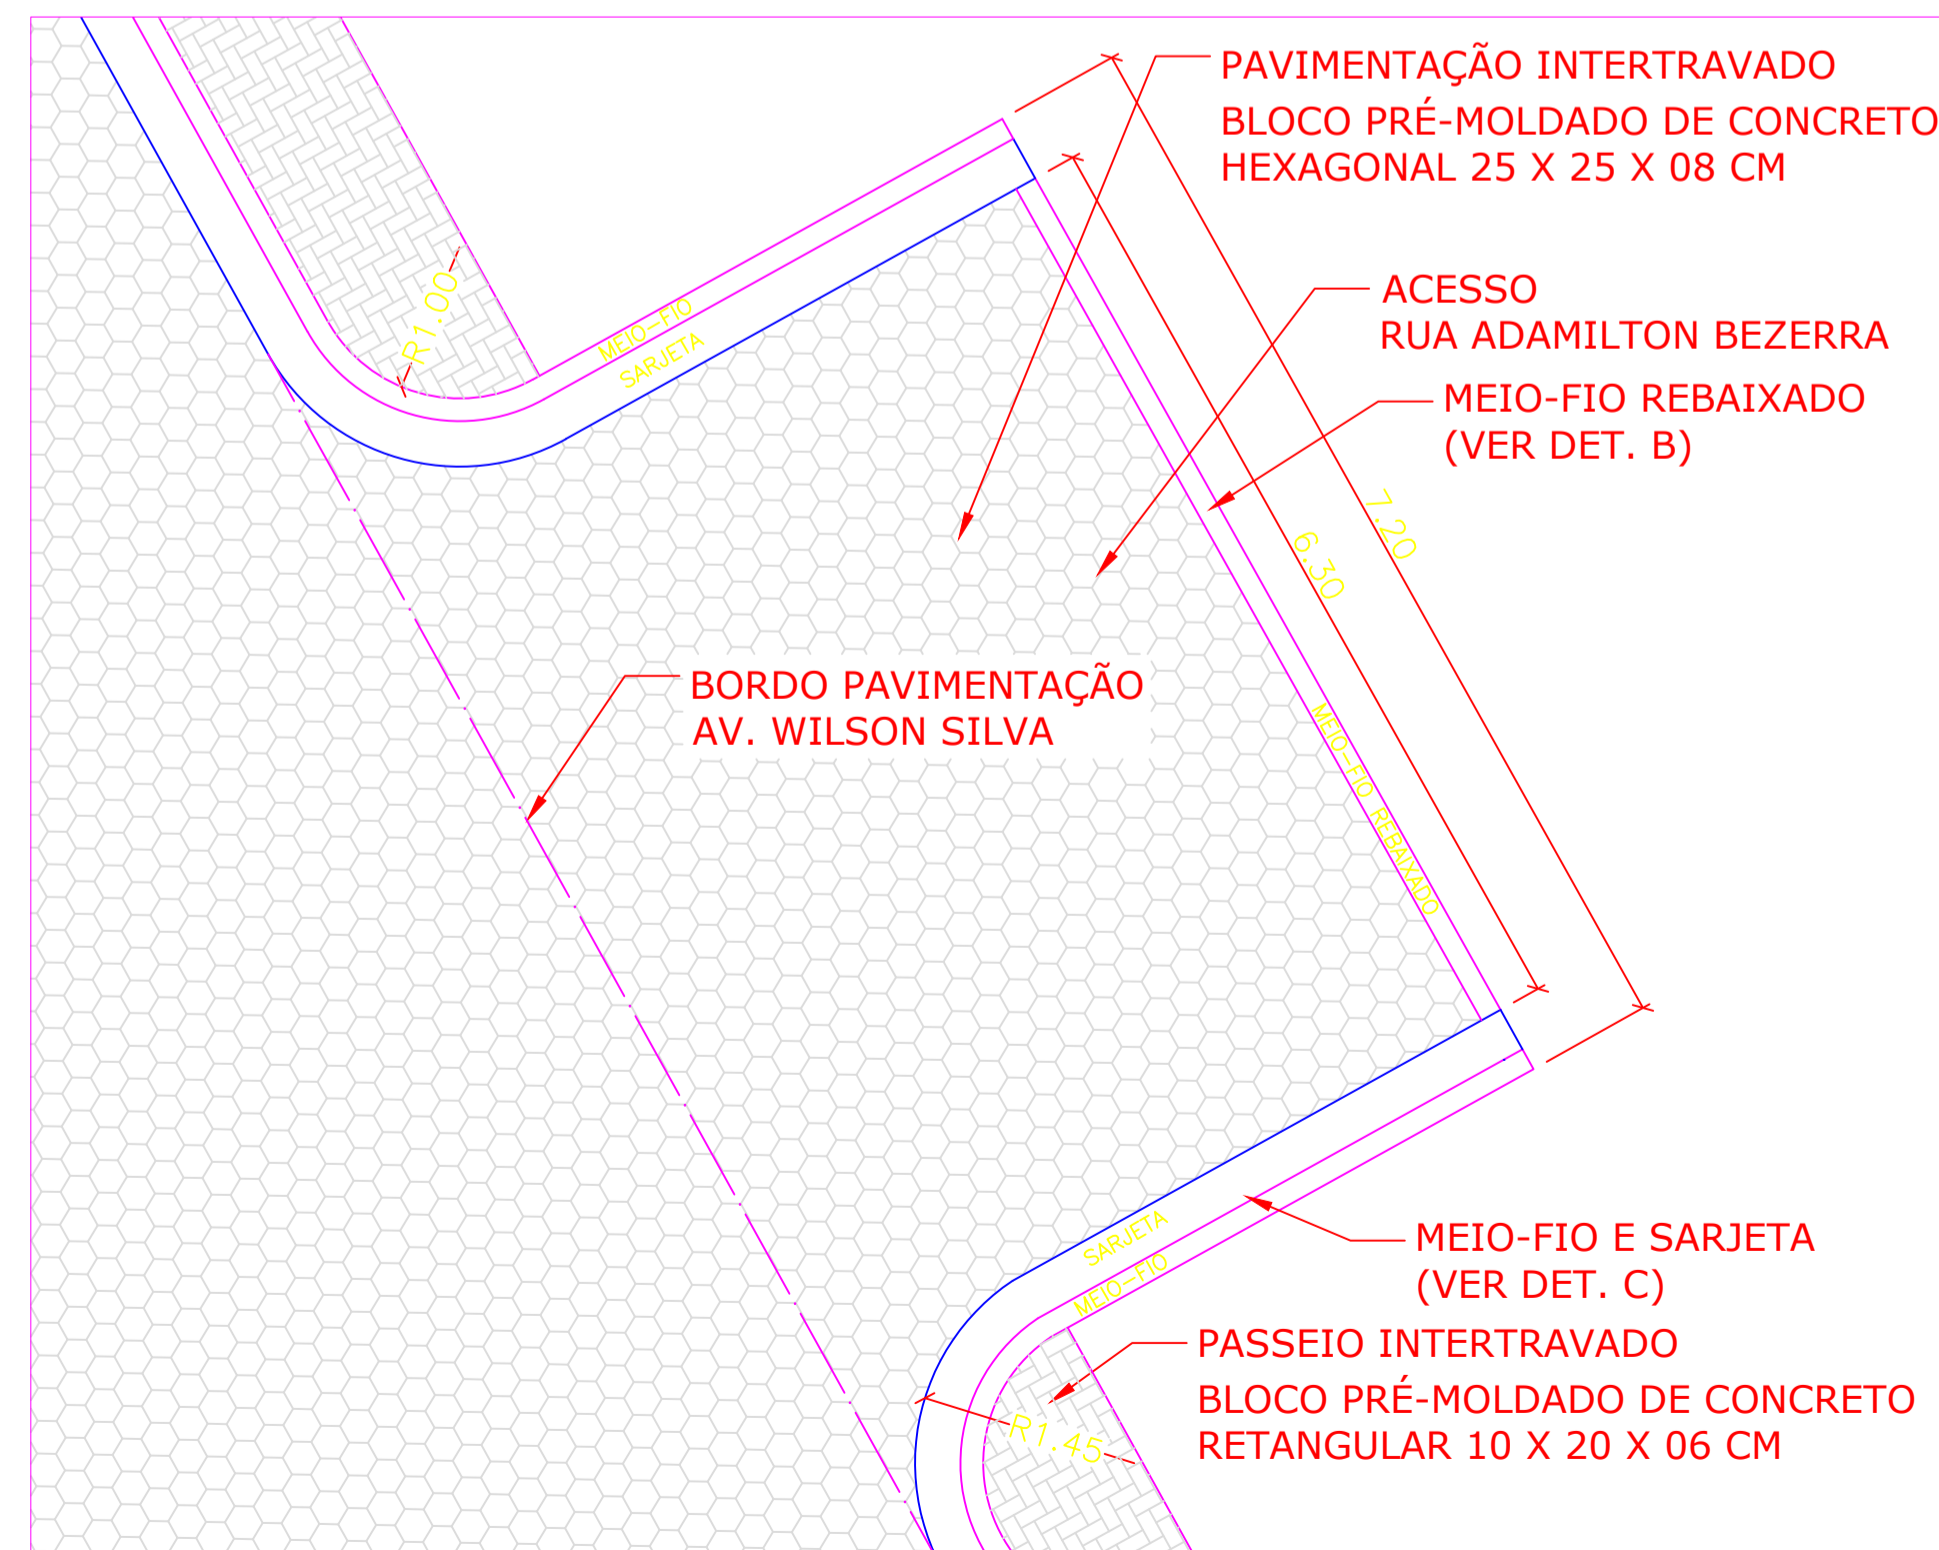 PAVIMENTAÇÃO INTERTRAVADO
BLOCO PRÉ-MOLDADO DE CONCRETO
HEXAGONAL 25 X 25 X 08 CM
ACESSO
RUA ADAMILTON BEZERRA
MEIO-FIO REBAIXADO
(VER DET. B)
R1.00
MEIO-FIO
SARJETA
7.20
6.30
BORDO PAVIMENTAÇÃO
AV. WILSON SILVA
MEIO-FIO REBAIXADO
SARJETA
MEIO-FIO
MEIO-FIO E SARJETA
(VER DET. C)
PASSEIO INTERTRAVADO
BLOCO PRÉ-MOLDADO DE CONCRETO
RETANGULAR 10 X 20 X 06 CM
R1.45